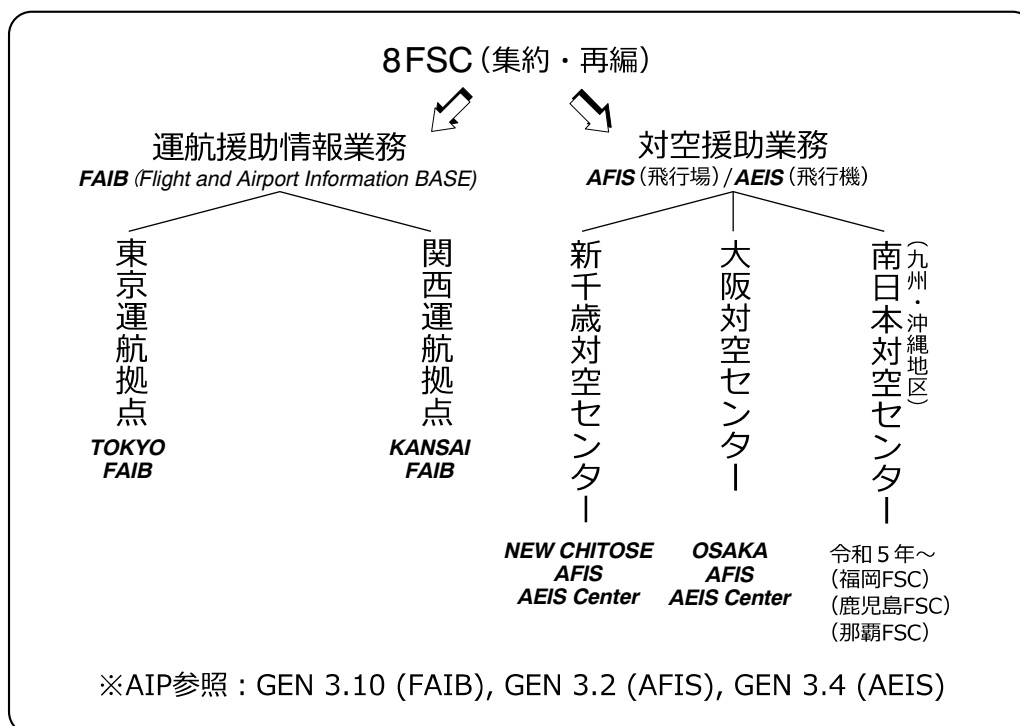 8FSC（集約・再編）
運航援助情報業務
FAIB (Flight and Airport Information BASE)
対空援助業務
AFIS（飛行場）/ AEIS（飛行機）
東京運航拠点
TOKYO
FAIB
関西運航拠点
KANSAI
FAIB
新千歳対空センター
NEW CHITOSE
AFIS
AEIS Center
大阪対空センター
OSAKA
AFIS
AEIS Center
南日本対空センター
（九州・沖縄地区）
令和５年～
（福岡FSC）
（鹿児島FSC）
（那覇FSC）
※AIP参照：GEN 3.10 (FAIB), GEN 3.2 (AFIS), GEN 3.4 (AEIS)